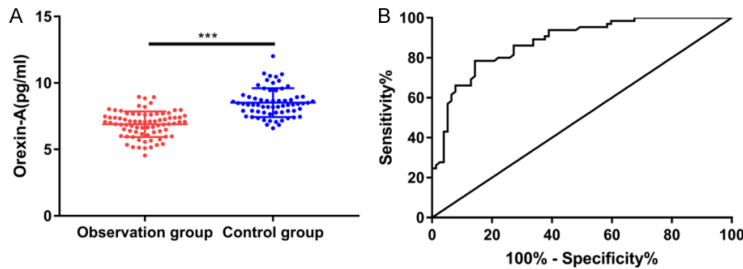 A
15
10
5
0
Orexin-A(pg/ml)
***
Observation group
Control group
B
100
80
60
40
20
0
Sensitivity%
0 20 40 60 80 100
100% - Specificity%